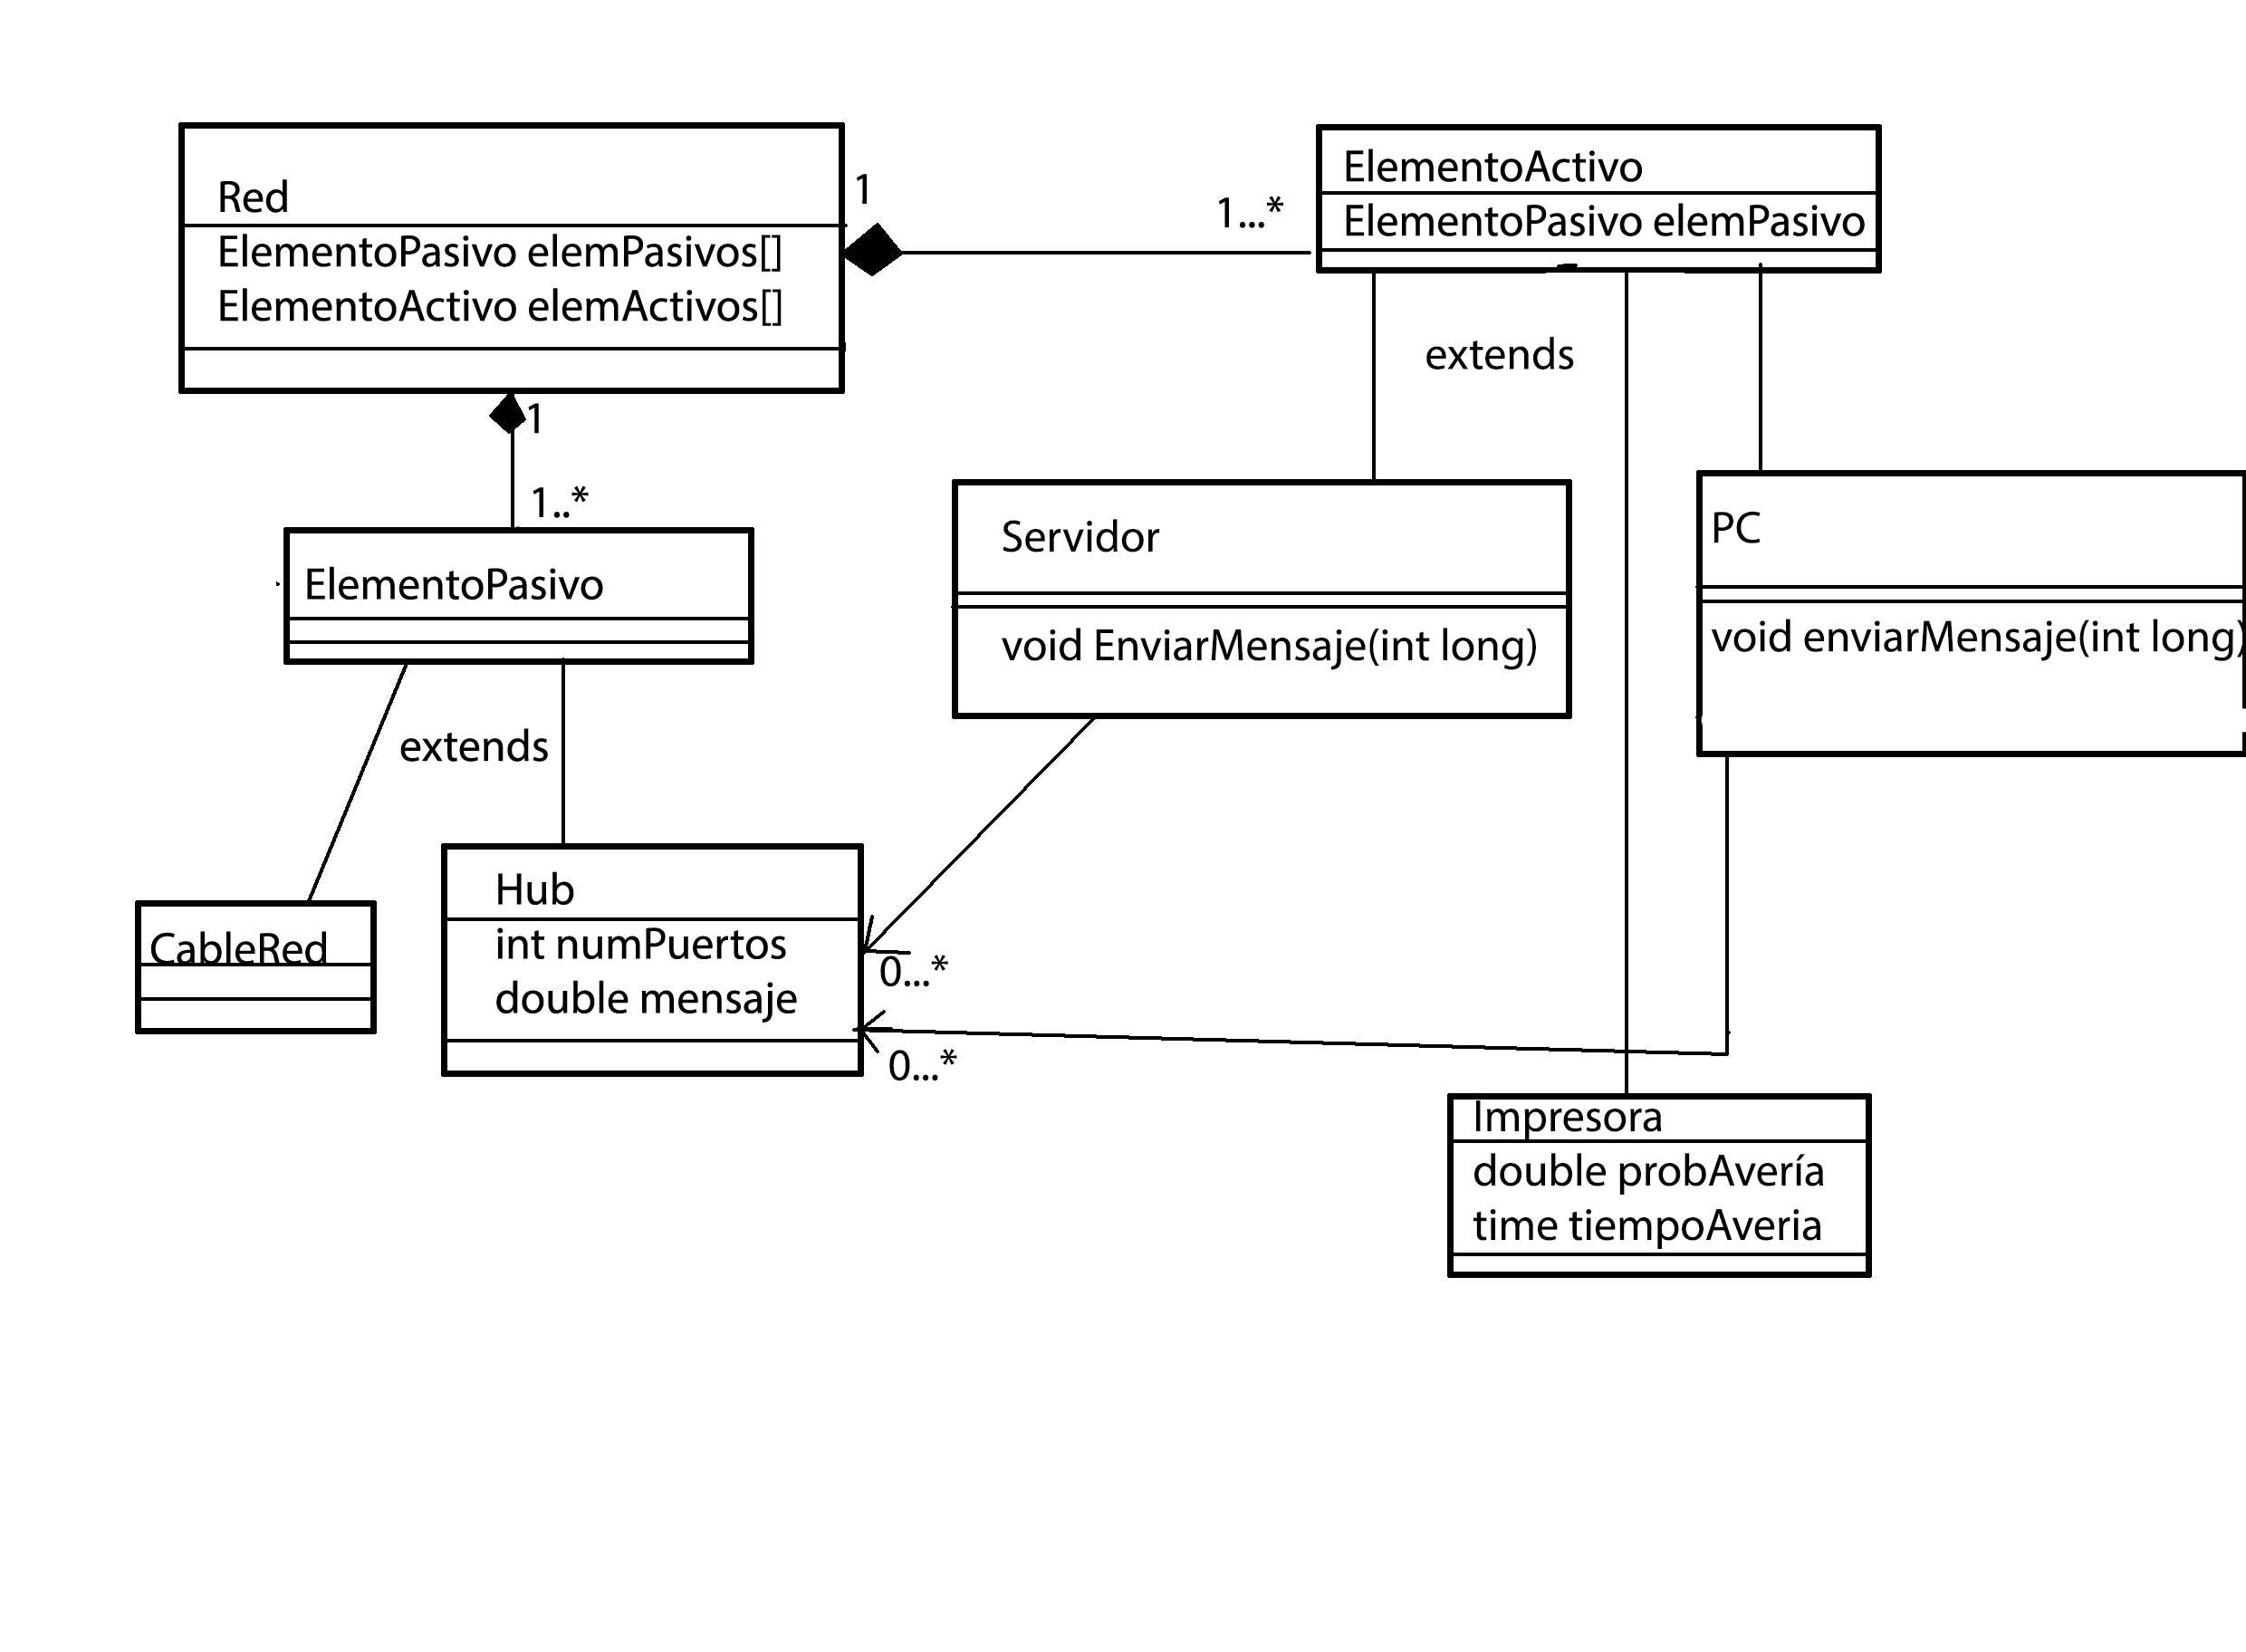 Red
ElementoPasivo elemPasivos[]
ElementoActivo elemActivos[]
1
1...*
ElementoActivo
ElementoPasivo elemPasivo
1
1..*
extends
ElementoPasivo
Servidor
void EnviarMensaje(int long)
PC
void enviarMensaje(int long)
extends
CableRed
Hub
int numPuertos
double mensaje
0...*
0...*
Impresora
double probAvería
time tiempoAveria